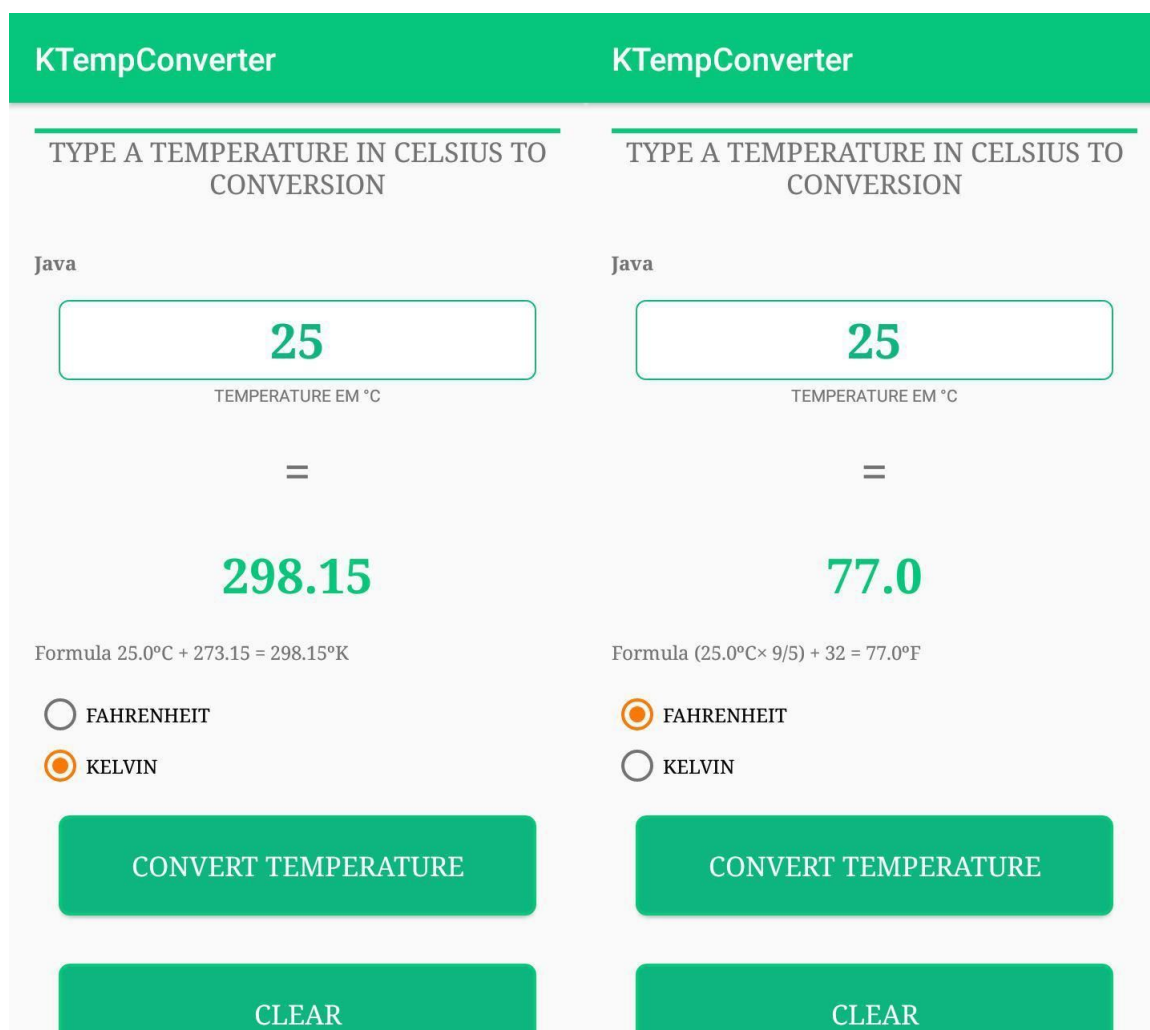 KTempConverter
TYPE A TEMPERATURE IN CELSIUS TO
CONVERSION
Java
25
TEMPERATURE EM °C
=
298.15
Formula 25.0ºC + 273.15 = 298.15ºK
FAHRENHEIT
KELVIN
CONVERT TEMPERATURE
CLEAR
KTempConverter
TYPE A TEMPERATURE IN CELSIUS TO
CONVERSION
Java
25
TEMPERATURE EM °C
=
77.0
Formula (25.0ºC× 9/5) + 32 = 77.0ºF
FAHRENHEIT
KELVIN
CONVERT TEMPERATURE
CLEAR